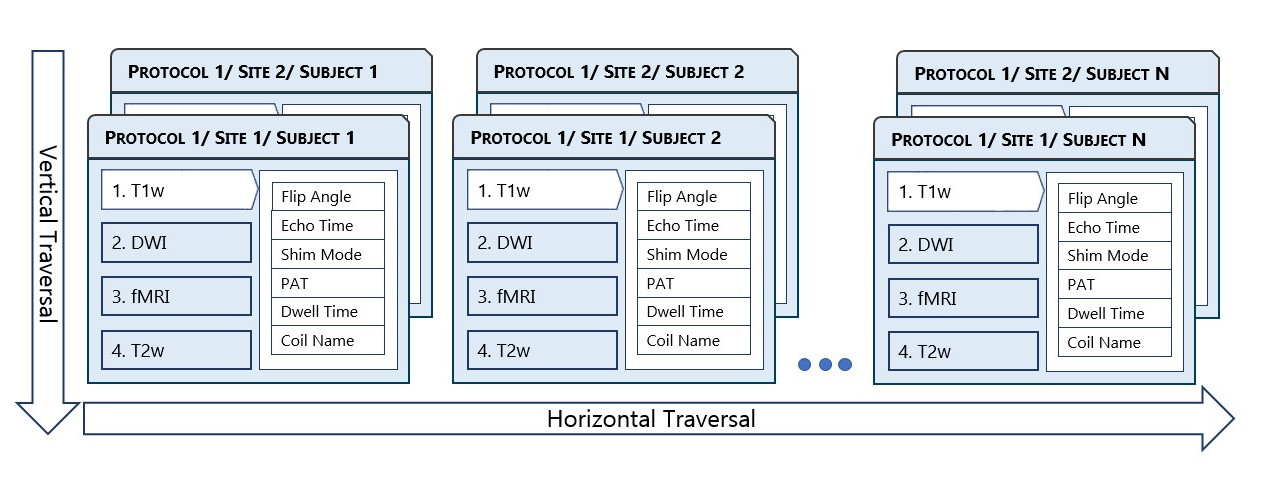 PROTOCOL 1/ SITE 2/ SUBJECT 1
PROTOCOL 1/ SITE 2/ SUBJECT 2
PROTOCOL 1/ SITE 2/ SUBJECT N
Vertical Traversal
PROTOCOL 1/ SITE 1/ SUBJECT 1
1. T1w
2. DWI
3. fMRI
4. T2w
Flip Angle
Echo Time
Shim Mode
PAT
Dwell Time
Coil Name
PROTOCOL 1/ SITE 1/ SUBJECT 2
1. T1w
2. DWI
3. fMRI
4. T2w
Flip Angle
Echo Time
Shim Mode
PAT
Dwell Time
Coil Name
PROTOCOL 1/ SITE 1/ SUBJECT N
1. T1w
2. DWI
3. fMRI
4. T2w
Flip Angle
Echo Time
Shim Mode
PAT
Dwell Time
Coil Name
Horizontal Traversal